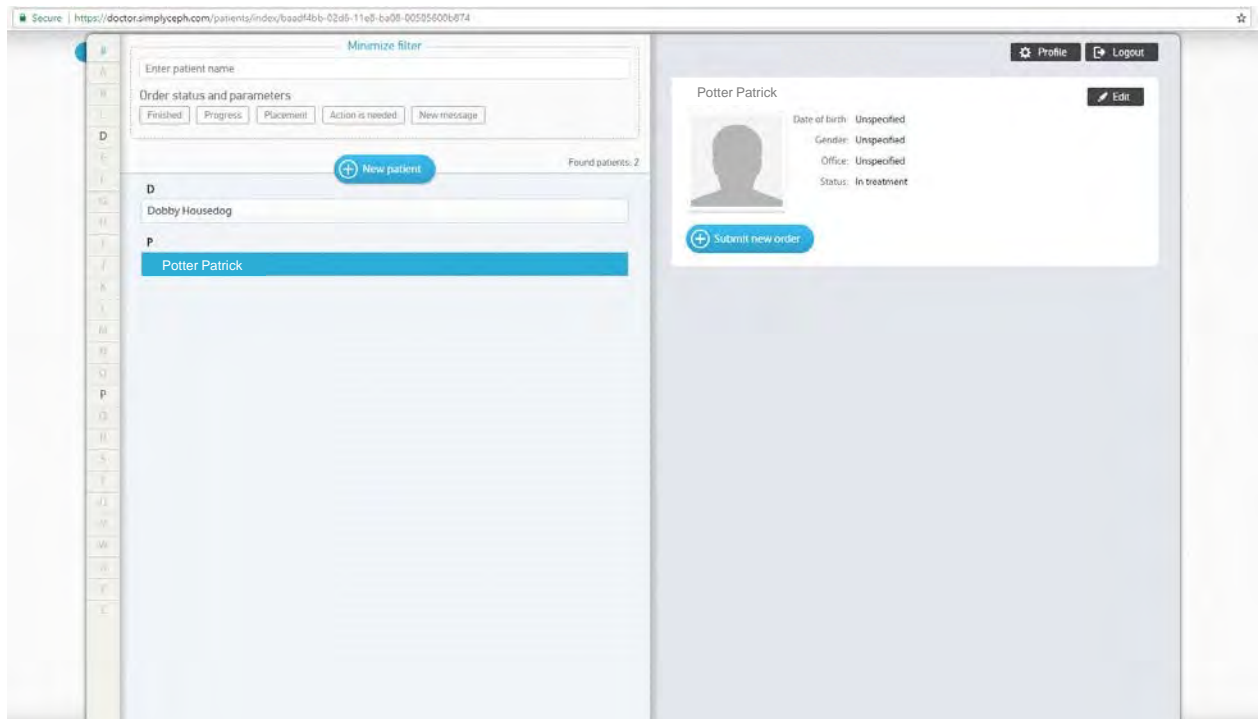 Secure | https://doctor.simplyceph.com/patients/index/baadf4bb-02d6-11e8-ba08-00505600b874
Minimize filter
Enter patient name
Order status and parameters
Finished Progress Placement Action is needed New message
New patient
Found patients: 2
D
Dobby Housedog
P
Potter Patrick
#
A
D
G
K
M
P
S
V
W
Profile Logout
Potter Patrick
Edit
Date of birth: Unspecified
Gender: Unspecified
Office: Unspecified
Status: In treatment
Submit new order